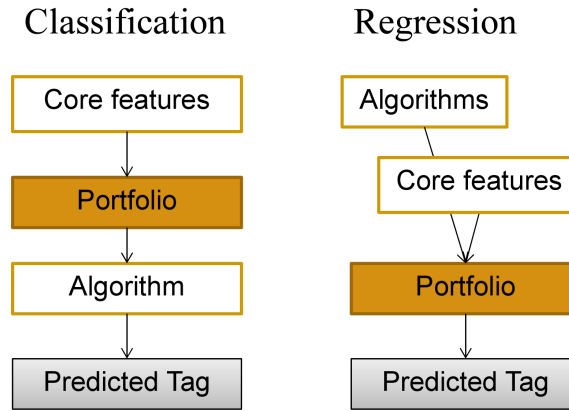 Classification
Core features
Portfolio
Algorithm
Predicted Tag
Regression
Algorithms
Core features
Portfolio
Predicted Tag